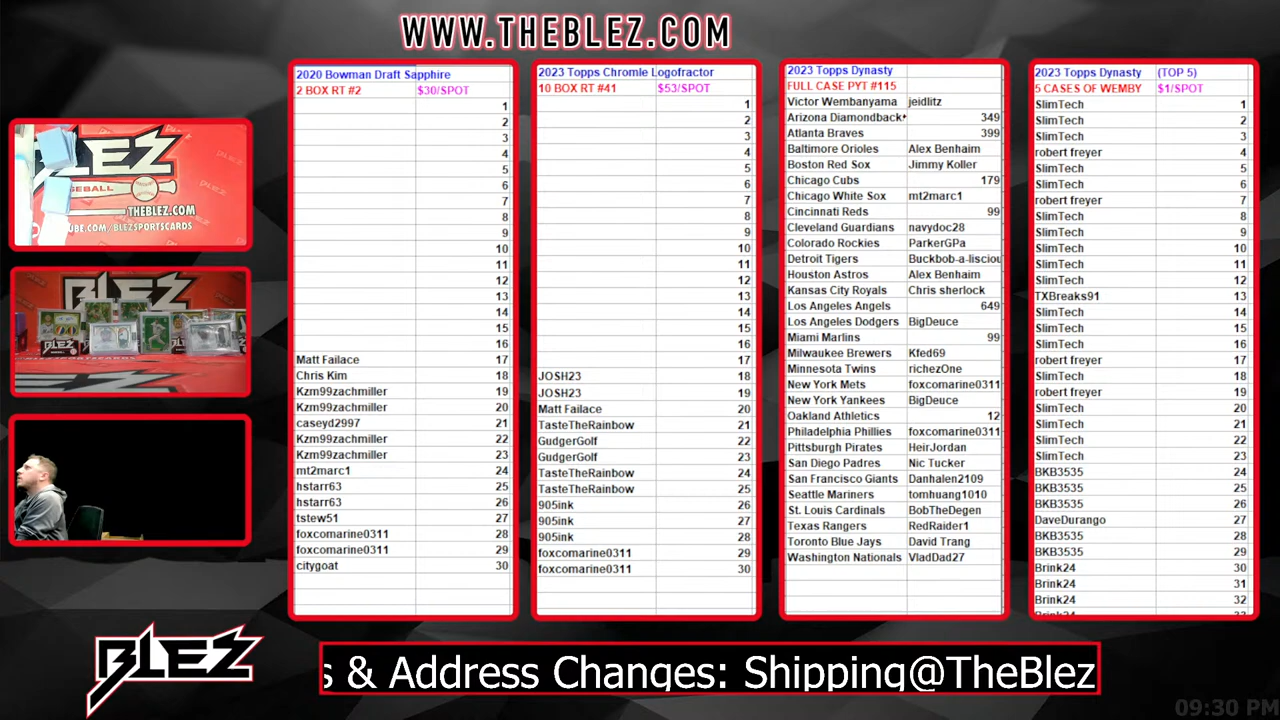 WWW.THEBLEZ.COM
2020 Bowman Draft Sapphire
2 BOX RT #2 $30/SPOT
1
2
3
4
5
6
7
8
9
10
11
12
13
14
15
16
Matt Failace 17
Chris Kim 18
Kzm99zachmiller 19
Kzm99zachmiller 20
caseyd2997 21
Kzm99zachmiller 22
Kzm99zachmiller 23
mt2marc1 24
hstarr63 25
hstarr63 26
tstew51 27
foxcomarine0311 28
foxcomarine0311 29
citygoat 30
2023 Topps Chromle Logofractor
10 BOX RT #41 $53/SPOT
1
2
3
4
5
6
7
8
9
10
11
12
13
14
15
16
17
JOSH23 18
JOSH23 19
Matt Failace 20
TasteTheRainbow 21
GudgerGolf 22
GudgerGolf 23
TasteTheRainbow 24
TasteTheRainbow 25
905ink 26
905ink 27
905ink 28
foxcomarine0311 29
foxcomarine0311 30
2023 Topps Dynasty
FULL CASE PYT #115
Victor Wembanyama jeidlitz
Arizona Diamondback 349
Atlanta Braves 399
Baltimore Orioles Alex Benhaim
Boston Red Sox Jimmy Koller
Chicago Cubs 179
Chicago White Sox mt2marc1
Cincinnati Reds 99
Cleveland Guardians navydoc28
Colorado Rockies ParkerGPa
Detroit Tigers Buckbob-a-lisciou
Houston Astros Alex Benhaim
Kansas City Royals Chris sherlock
Los Angeles Angels 649
Los Angeles Dodgers BigDeuce
Miami Marlins 99
Milwaukee Brewers Kfed69
Minnesota Twins richezOne
New York Mets foxcomarine0311
New York Yankees BigDeuce
Oakland Athletics 12
Philadelphia Phillies foxcomarine0311
Pittsburgh Pirates HeirJordan
San Diego Padres Nic Tucker
San Francisco Giants Danhalen2109
Seattle Mariners tomhuang1010
St. Louis Cardinals BobTheDegen
Texas Rangers RedRaider1
Toronto Blue Jays David Trang
Washington Nationals VladDad27
2023 Topps Dynasty (TOP 5)
5 CASES OF WEMBY $1/SPOT
SlimTech 1
SlimTech 2
SlimTech 3
robert freyer 4
SlimTech 5
SlimTech 6
robert freyer 7
SlimTech 8
SlimTech 9
SlimTech 10
SlimTech 11
SlimTech 12
TXBreaks91 13
SlimTech 14
SlimTech 15
SlimTech 16
robert freyer 17
SlimTech 18
robert freyer 19
SlimTech 20
SlimTech 21
SlimTech 22
SlimTech 23
BKB3535 24
BKB3535 25
BKB3535 26
DaveDurango 27
BKB3535 28
BKB3535 29
Brink24 30
Brink24 31
Brink24 32
BLEZ
THEBLEZ.COM
BLEZ
BLEZ
s & Address Changes: Shipping@TheBlez
09:30 PM